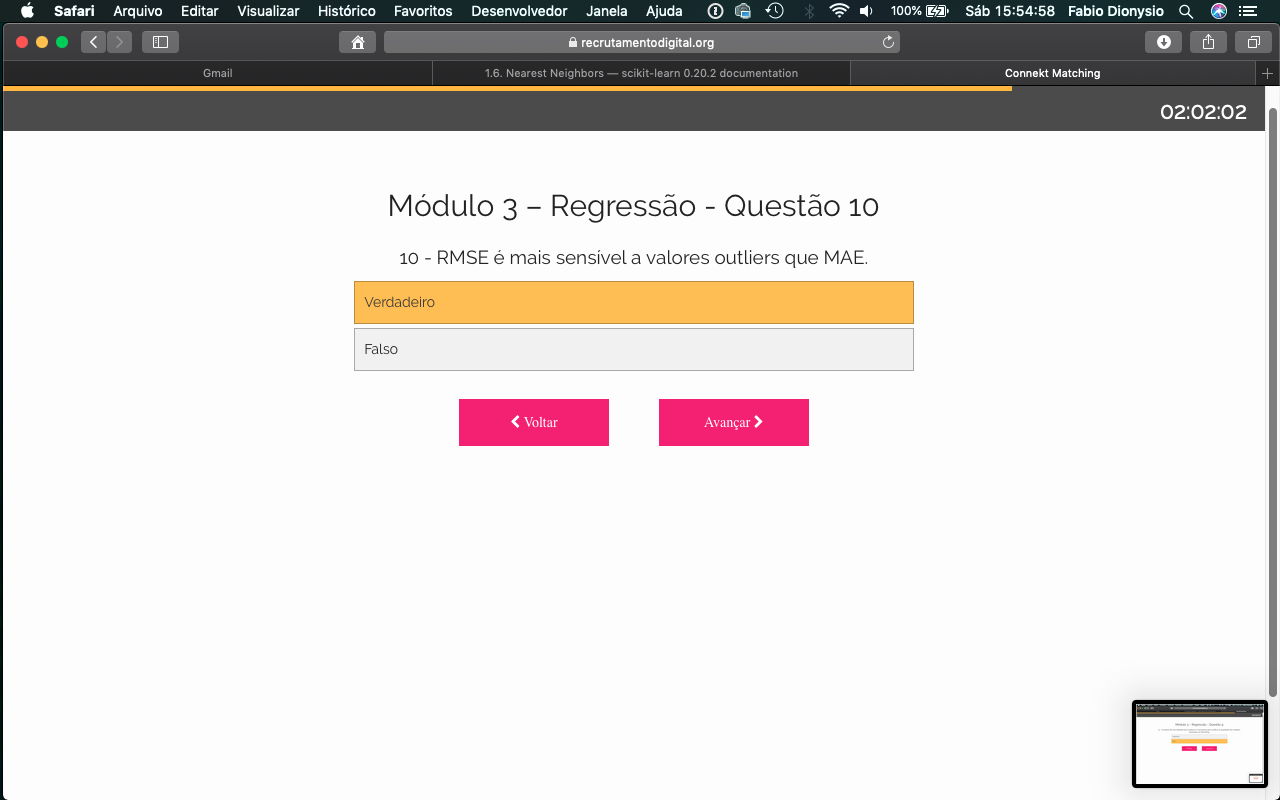 Safari Arquivo Editar Visualizar Histórico Favoritos Desenvolvedor Janela Ajuda 100% Sáb 15:54:58 Fabio Dionysio
recrutamentodigital.org
Gmail 1.6. Nearest Neighbors — scikit-learn 0.20.2 documentation Connekt Matching
02:02:02
Módulo 3 – Regressão - Questão 10
10 - RMSE é mais sensível a valores outliers que MAE.
Verdadeiro
Falso
Voltar Avançar